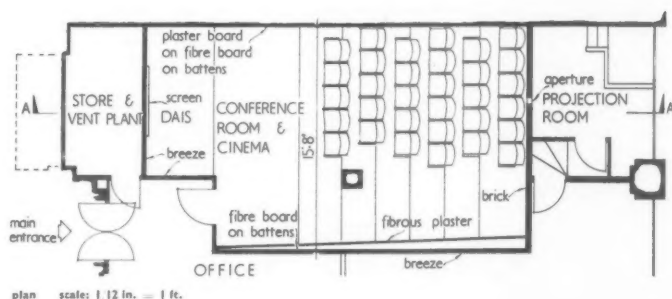 plaster board
on fibre board
on battens
STORE &
VENT PLANT
A
screen
DAIS
CONFERENCE
ROOM &
CINEMA
15'·8"
aperture
PROJECTION
ROOM
A
breeze
brick
main
entrance
fibre board
on battens
fibrous plaster
OFFICE
breeze
plan scale: 1/12 in. = 1 ft.